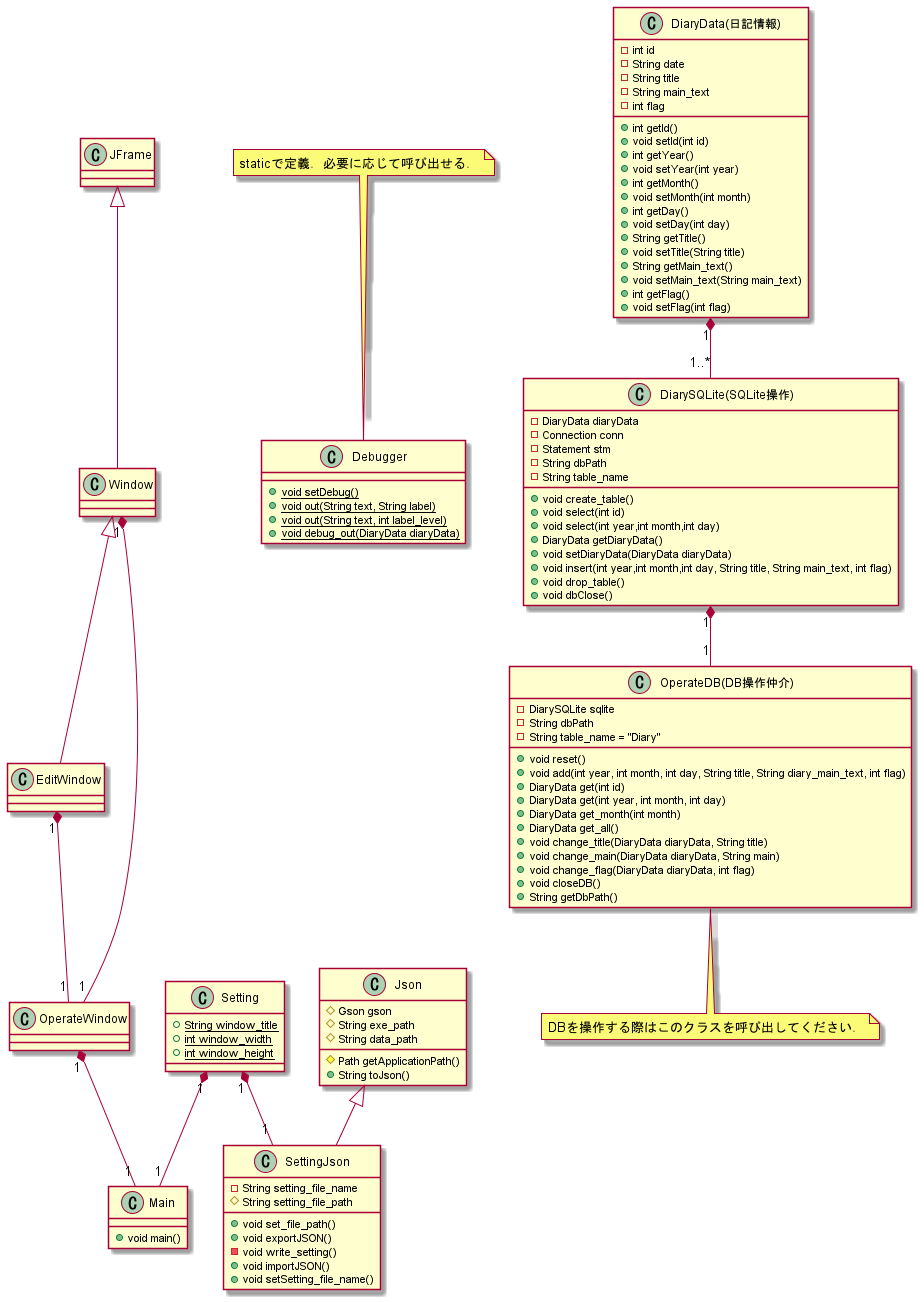 C DiaryData(日記情報)
int id
String date
String title
String main_text
int flag
int getId()
void setId(int id)
int getYear()
void setYear(int year)
int getMonth()
void setMonth(int month)
int getDay()
void setDay(int day)
String getTitle()
void setTitle(String title)
String getMain_text()
void setMain_text(String main_text)
int getFlag()
void setFlag(int flag)
1
1..*
C JFrame
staticで定義．必要に応じて呼び出せる．
C DiarySQLite(SQLite操作)
DiaryData diaryData
Connection conn
Statement stm
String dbPath
String table_name
void create_table()
void select(int id)
void select(int year,int month,int day)
DiaryData getDiaryData()
void setDiaryData(DiaryData diaryData)
void insert(int year,int month,int day, String title, String main_text, int flag)
void drop_table()
void dbClose()
1
1
C Debugger
void setDebug()
void out(String text, String label)
void out(String text, int label_level)
void debug_out(DiaryData diaryData)
C Window
1
C OperateDB(DB操作仲介)
DiarySQLite sqlite
String dbPath
String table_name = "Diary"
void reset()
void add(int year, int month, int day, String title, String diary_main_text, int flag)
DiaryData get(int id)
DiaryData get(int year, int month, int day)
DiaryData get_month(int month)
DiaryData get_all()
void change_title(DiaryData diaryData, String title)
void change_main(DiaryData diaryData, String main)
void change_flag(DiaryData diaryData, int flag)
void closeDB()
String getDbPath()
C EditWindow
1
1 1
C OperateWindow
1
C Setting
String window_title
int window_width
int window_height
1 1
C Json
Gson gson
String exe_path
String data_path
Path getApplicationPath()
String toJson()
DBを操作する際はこのクラスを呼び出してください．
1
1 1
C Main
void main()
C SettingJson
String setting_file_name
String setting_file_path
void set_file_path()
void exportJSON()
void write_setting()
void importJSON()
void setSetting_file_name()